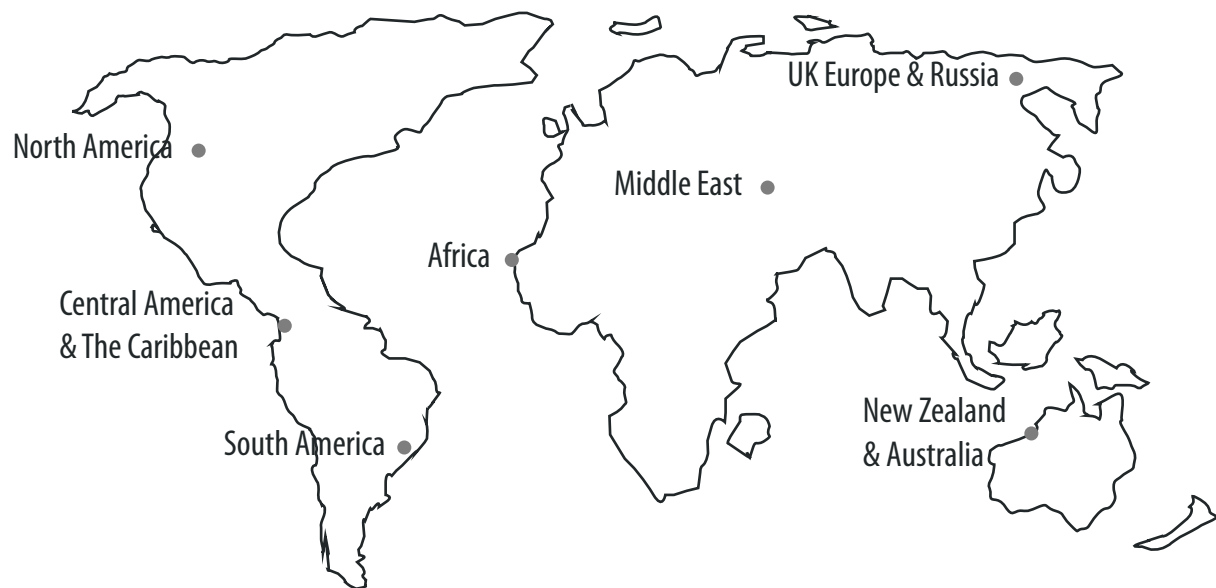 UK Europe & Russia
North America
Middle East
Africa
Central America
& The Caribbean
New Zealand
& Australia
South America